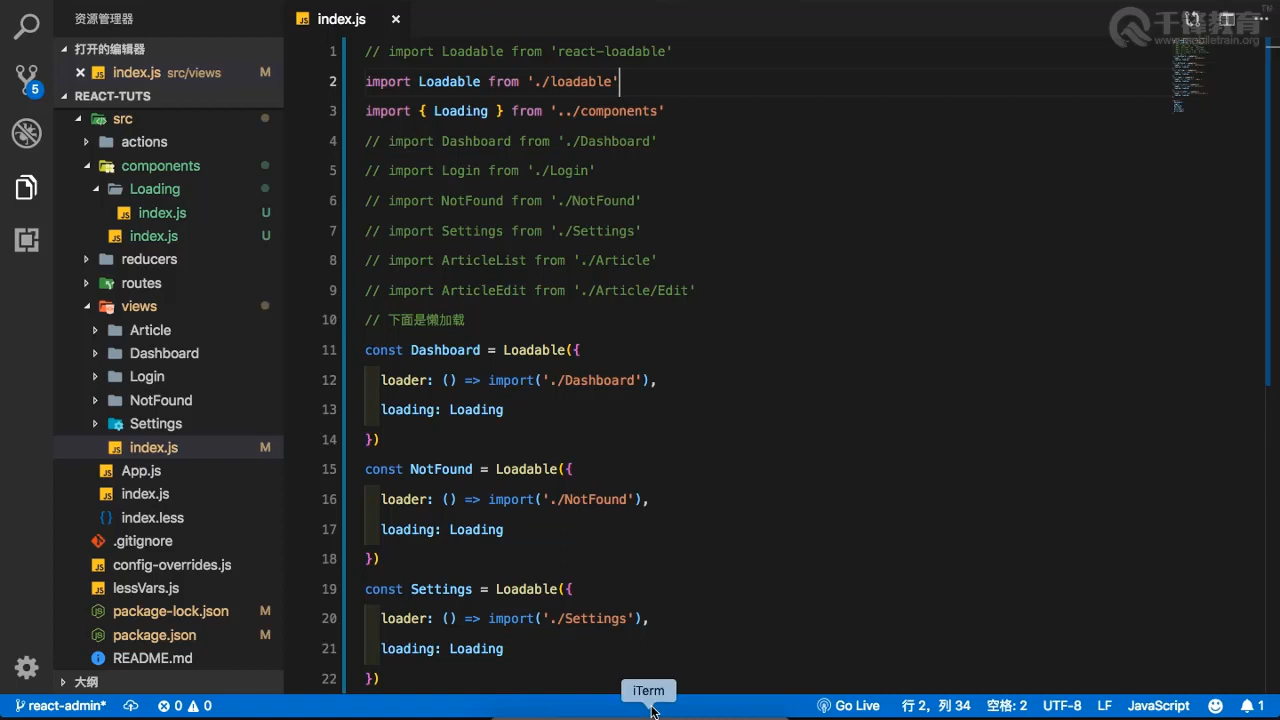 资源管理器
打开的编辑器
index.js src/views M
REACT-TUTS
src
actions
components
Loading
index.js U
index.js U
reducers
routes
views
Article
Dashboard
Login
NotFound
Settings
index.js M
App.js
index.js
index.less
.gitignore
config-overrides.js
lessVars.js
package-lock.json M
package.json M
README.md
大纲
5
index.js
千锋教育
www.mobiletrain.org
1 // import Loadable from 'react-loadable'
2 import Loadable from './loadable'
3 import { Loading } from '../components'
4 // import Dashboard from './Dashboard'
5 // import Login from './Login'
6 // import NotFound from './NotFound'
7 // import Settings from './Settings'
8 // import ArticleList from './Article'
9 // import ArticleEdit from './Article/Edit'
10 // 下面是懒加载
11 const Dashboard = Loadable({
12 loader: () => import('./Dashboard'),
13 loading: Loading
14 })
15 const NotFound = Loadable({
16 loader: () => import('./NotFound'),
17 loading: Loading
18 })
19 const Settings = Loadable({
20 loader: () => import('./Settings'),
21 loading: Loading
22 })
iTerm
react-admin* 0 0 Go Live 行 2，列 34 空格: 2 UTF-8 LF JavaScript 1